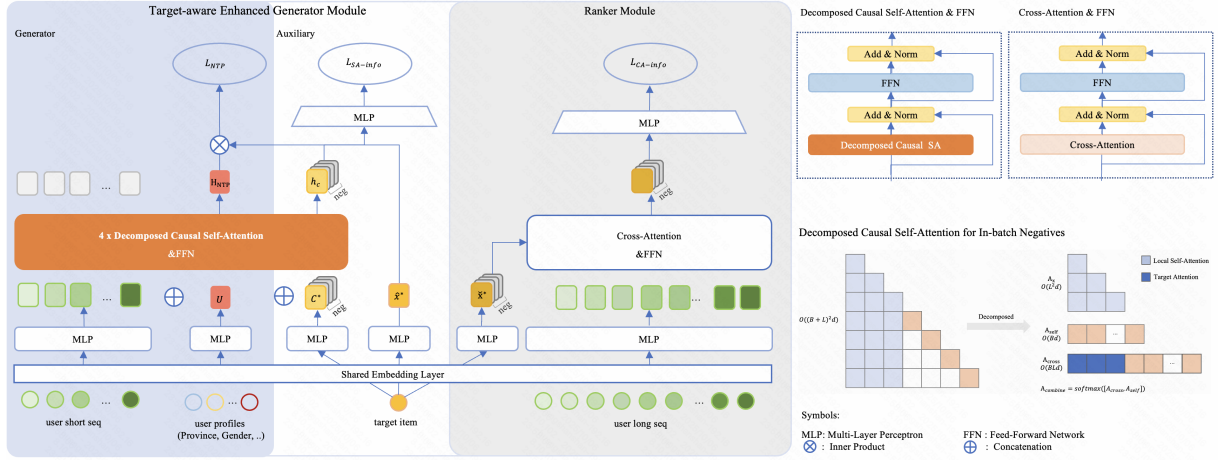 Target-aware Enhanced Generator Module
Ranker Module
Generator
Auxiliary
L_NTP
L_SA-info
L_CA-info
MLP
MLP
H_NTP
h_c
neg
neg
...
4 x Decomposed Causal Self-Attention
&FFN
Cross-Attention
&FFN
...
U
C*
neg
x̂*
x̌*
neg
...
MLP
MLP
MLP
MLP
MLP
MLP
Shared Embedding Layer
...
...
...
user short seq
user profiles
(Province, Gender, ..)
target item
user long seq
Decomposed Causal Self-Attention & FFN
Cross-Attention & FFN
Add & Norm
Add & Norm
FFN
FFN
Add & Norm
Add & Norm
Decomposed Causal SA
Cross-Attention
Decomposed Causal Self-Attention for In-batch Negatives
O((B + L)²d)
Decomposed
A_s
O(L²d)
Local Self-Attention
Target Attention
A_self
O(Bd)
...
A_cross
O(BLd)
...
A_combine = softmax([A_cross, A_self])
Symbols:
MLP: Multi-Layer Perceptron
FFN : Feed-Forward Network
: Inner Product
: Concatenation